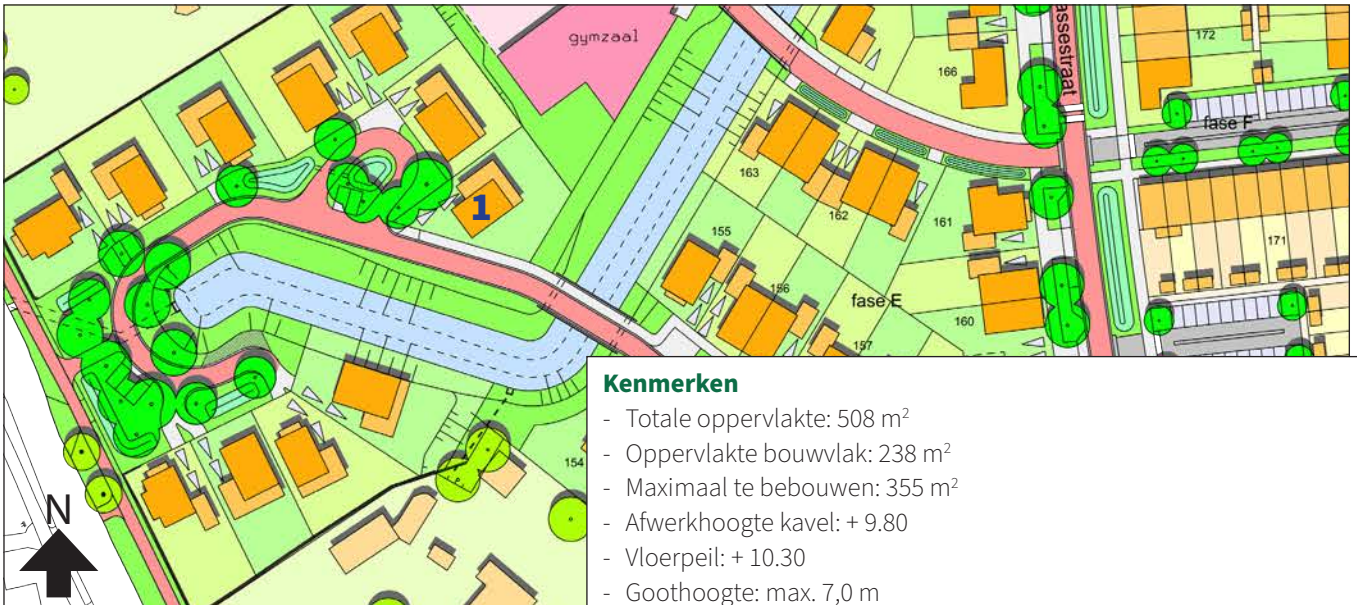 gymzaal
172
166
assestraat
fase F
163
162
161
171
1
155
156
fase E
160
157
154
N
Kenmerken
- Totale oppervlakte: 508 m²
- Oppervlakte bouwvlak: 238 m²
- Maximaal te bebouwen: 355 m²
- Afwerkhoogte kavel: + 9.80
- Vloerpeil: + 10.30
- Goothoogte: max. 7,0 m